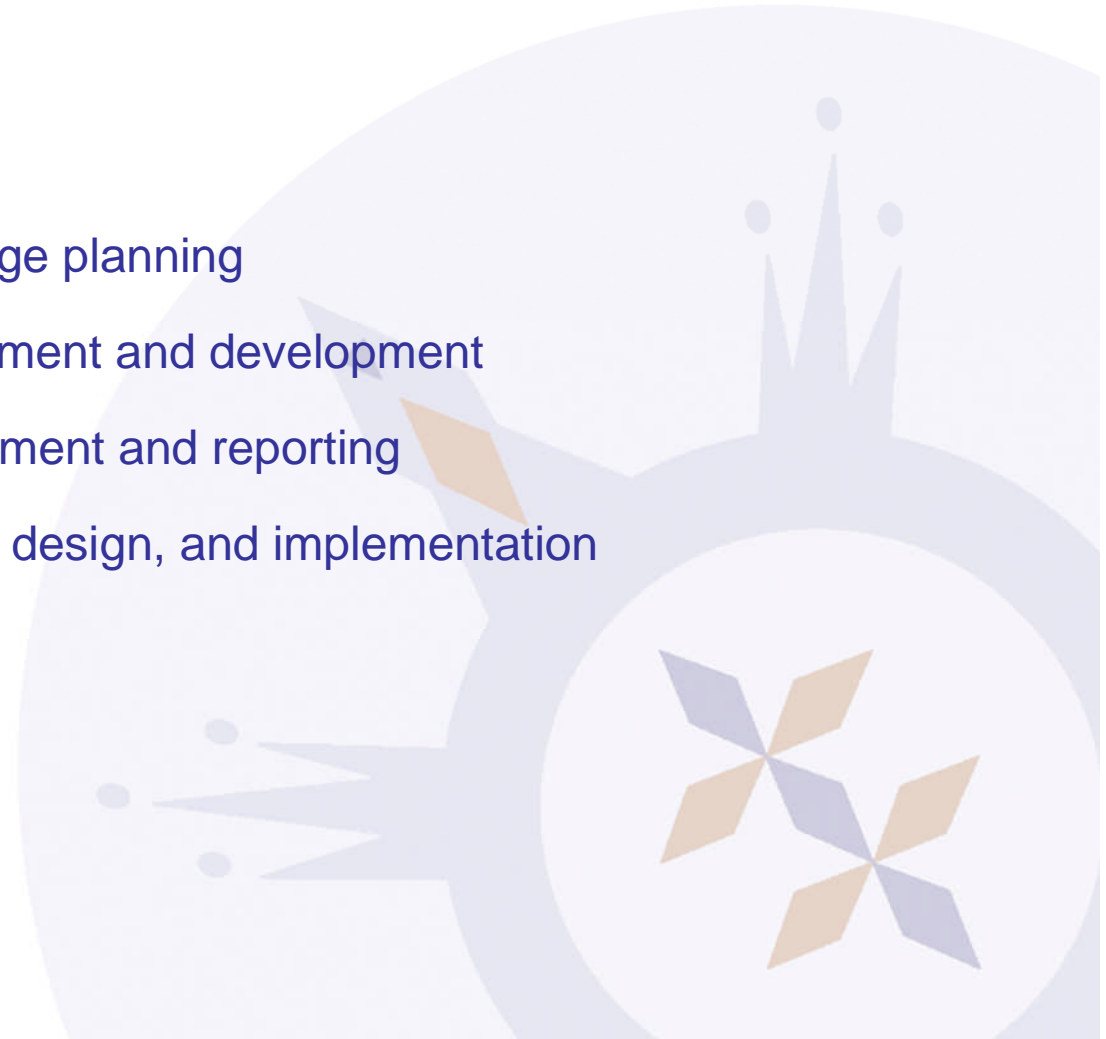 ge planning
ment and development
ment and reporting
design, and implementation